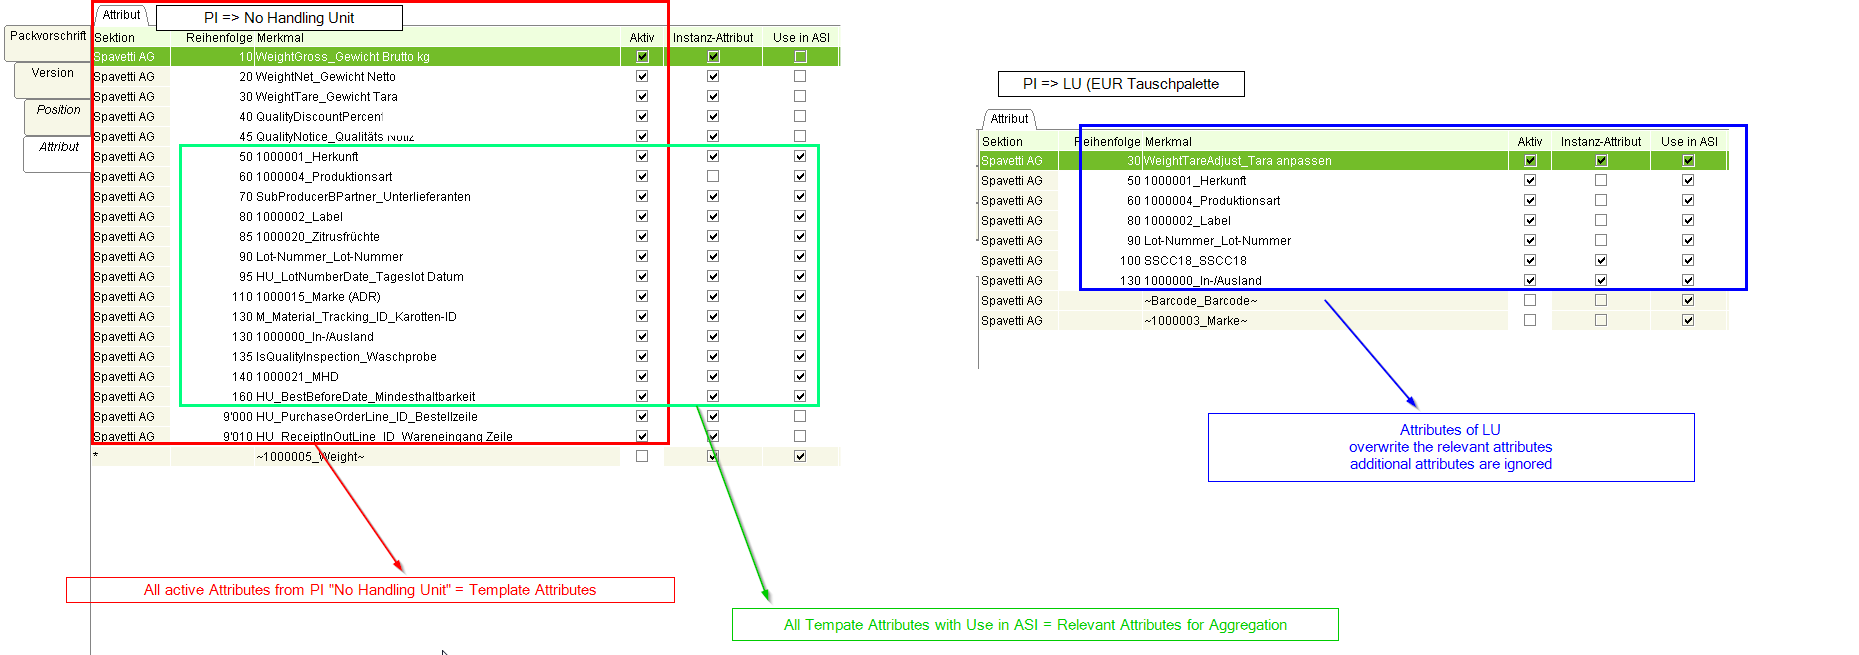 Attribut
PI => No Handling Unit
Packvorschrift
Version
Position
Attribut
Sektion Reihenfolge Merkmal Aktiv Instanz-Attribut Use in ASI
Spavetti AG 10 WeightGross_Gewicht Brutto kg
Spavetti AG 20 WeightNet_Gewicht Netto
Spavetti AG 30 WeightTare_Gewicht Tara
Spavetti AG 40 QualityDiscountPercent
Spavetti AG 45 QualityNotice_Qualitäts Notiz
Spavetti AG 50 1000001_Herkunft
Spavetti AG 60 1000004_Produktionsart
Spavetti AG 70 SubProducerBPartner_Unterlieferanten
Spavetti AG 80 1000002_Label
Spavetti AG 85 1000020_Zitrusfrüchte
Spavetti AG 90 Lot-Nummer_Lot-Nummer
Spavetti AG 95 HU_LotNumberDate_Tageslot Datum
Spavetti AG 110 1000015_Marke (ADR)
Spavetti AG 130 M_Material_Tracking_ID_Karotten-ID
Spavetti AG 130 1000000_In-/Ausland
Spavetti AG 135 IsQualityInspection_Waschprobe
Spavetti AG 140 1000021_MHD
Spavetti AG 160 HU_BestBeforeDate_Mindesthaltbarkeit
Spavetti AG 9'000 HU_PurchaseOrderLine_ID_Bestellzeile
Spavetti AG 9'010 HU_ReceiptInOutLine_ID_Wareneingang Zeile
* ~1000005_Weight~
All active Attributes from PI "No Handling Unit" = Template Attributes
All Tempate Attributes with Use in ASI = Relevant Attributes for Aggregation
PI => LU (EUR Tauschpalette
Attribut
Sektion Reihenfolge Merkmal Aktiv Instanz-Attribut Use in ASI
Spavetti AG 30 WeightTareAdjust_Tara anpassen
Spavetti AG 50 1000001_Herkunft
Spavetti AG 60 1000004_Produktionsart
Spavetti AG 80 1000002_Label
Spavetti AG 90 Lot-Nummer_Lot-Nummer
Spavetti AG 100 SSCC18_SSCC18
Spavetti AG 130 1000000_In-/Ausland
Spavetti AG ~Barcode_Barcode~
Spavetti AG ~1000003_Marke~
Attributes of LU
overwrite the relevant attributes
additional attributes are ignored